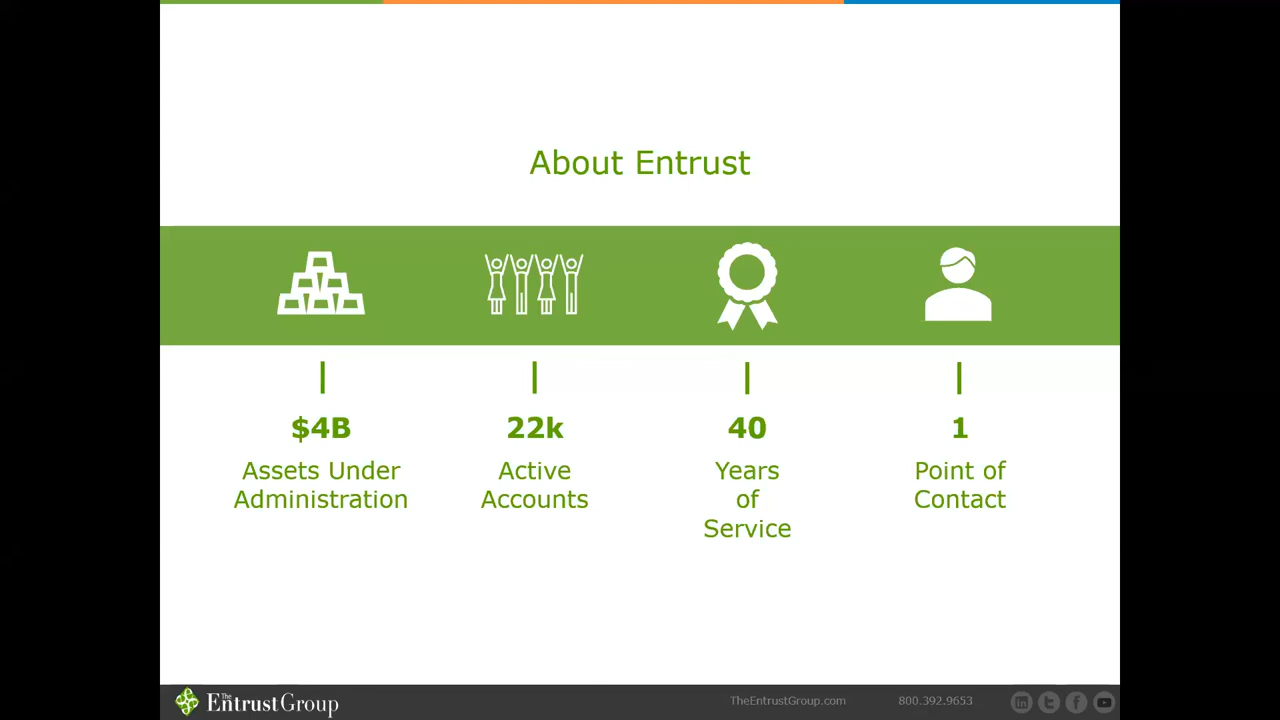 About Entrust
$4B
Assets Under
Administration
22k
Active
Accounts
40
Years
of
Service
1
Point of
Contact
The EntrustGroup
TheEntrustGroup.com
800.392.9653